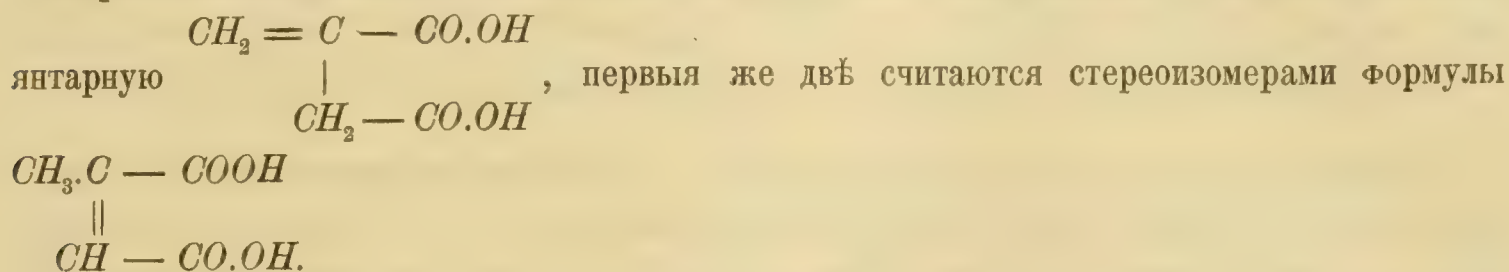 CH₂ = C — CO.OH
янтарную | , первыя же двѣ считаются стереоизомерами формулы
CH₂ — CO.OH
CH₃.C — COOH
||
CH — CO.OH.